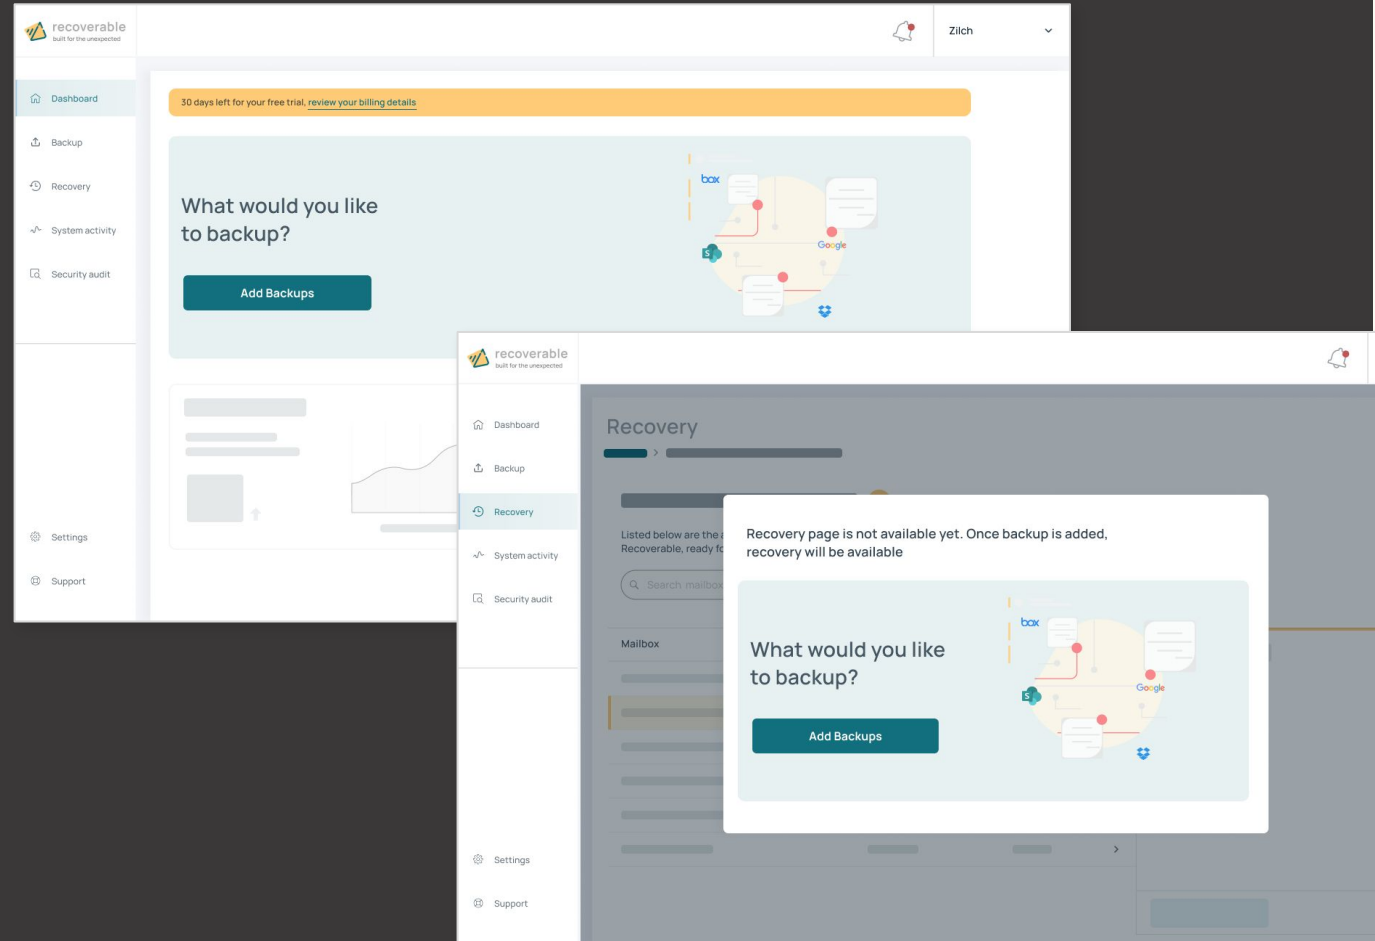 recoverable
built for the unexpected
Zilch
Dashboard
Backup
Recovery
System activity
Security audit
Settings
Support
30 days left for your free trial, review your billing details
What would you like
to backup?
Add Backups
box
Google
S
recoverable
built for the unexpected
Dashboard
Backup
Recovery
System activity
Security audit
Settings
Support
Recovery
Listed below are the
Recoverable, ready
Search mailbox
Mailbox
Recovery page is not available yet. Once backup is added,
recovery will be available
What would you like
to backup?
Add Backups
box
Google
S